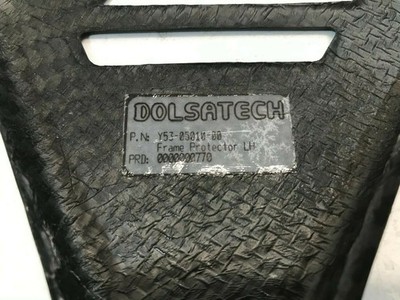 DOLSATECH
P.N: Y53-05010-00
Frame Protector LH
PRD: 0000000770